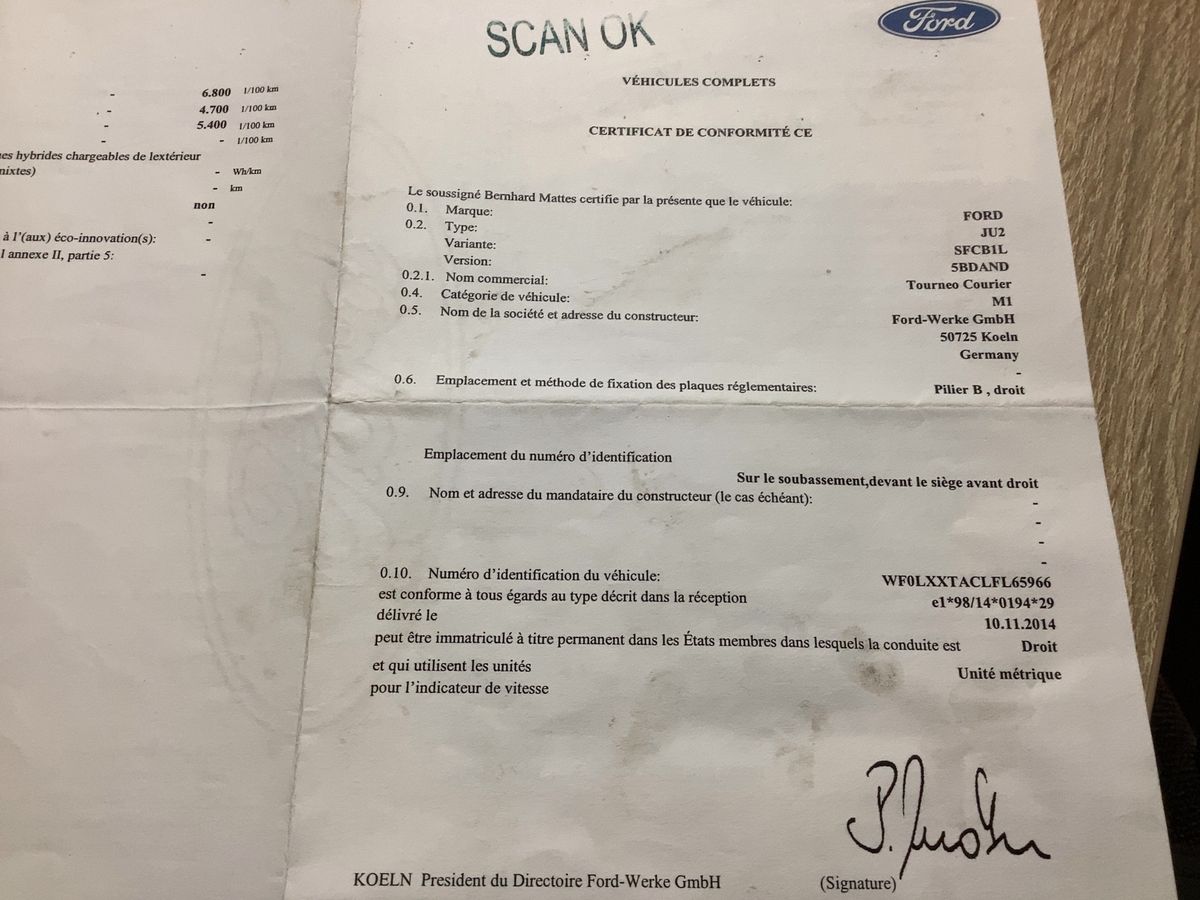 - 6.800 l/100 km
. - 4.700 l/100 km
- 5.400 l/100 km
- - l/100 km
es hybrides chargeables de lextérieur
nixtes) - Wh/km
- km
non
-
à l'(aux) éco-innovation(s): -
l annexe II, partie 5:
-
SCAN OK
Ford
VÉHICULES COMPLETS
CERTIFICAT DE CONFORMITÉ CE
Le soussigné Bernhard Mattes certifie par la présente que le véhicule:
0.1. Marque: FORD
0.2. Type: JU2
Variante: SFCB1L
Version: 5BDAND
0.2.1. Nom commercial: Tourneo Courier
0.4. Catégorie de véhicule: M1
0.5. Nom de la société et adresse du constructeur: Ford-Werke GmbH
50725 Koeln
Germany
-
0.6. Emplacement et méthode de fixation des plaques réglementaires: Pilier B , droit
Emplacement du numéro d'identification
Sur le soubassement,devant le siège avant droit
0.9. Nom et adresse du mandataire du constructeur (le cas échéant): -
-
-
-
0.10. Numéro d'identification du véhicule: WF0LXXTACLFL65966
est conforme à tous égards au type décrit dans la réception e1*98/14*0194*29
délivré le 10.11.2014
peut être immatriculé à titre permanent dans les États membres dans lesquels la conduite est Droit
et qui utilisent les unités Unité métrique
pour l'indicateur de vitesse
KOELN President du Directoire Ford-Werke GmbH (Signature)